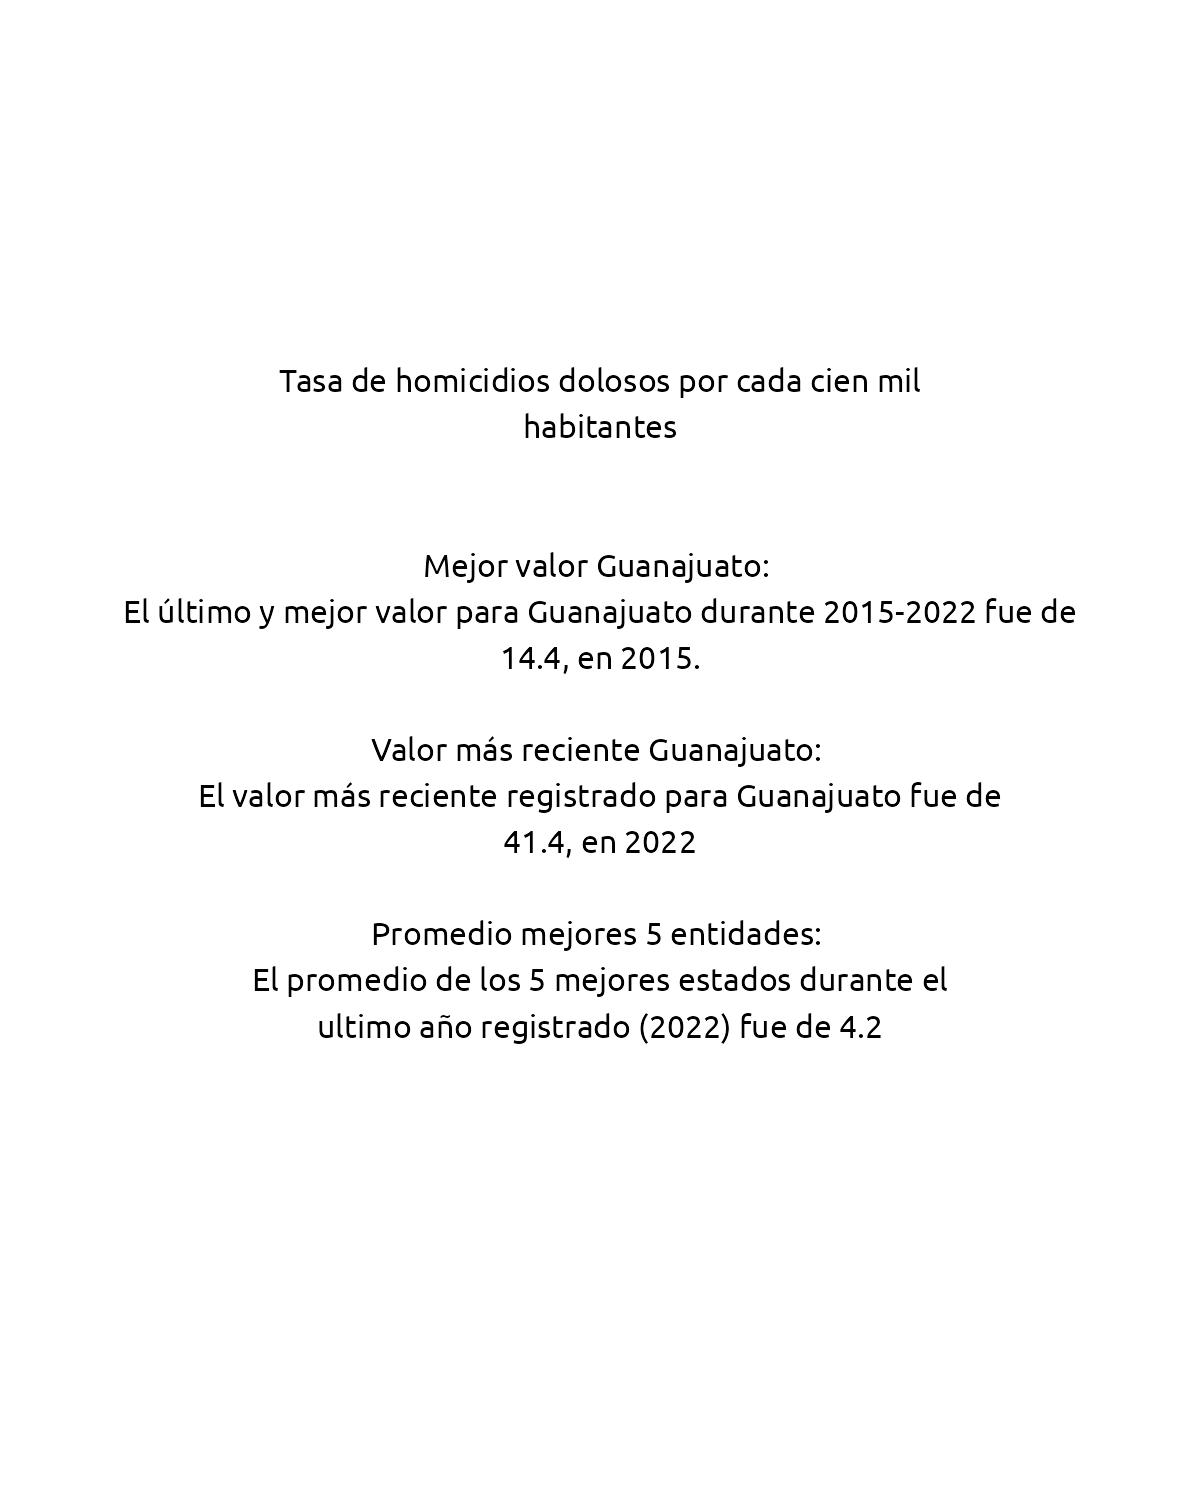 Tasa de homicidios dolosos por cada cien mil
habitantes
Mejor valor Guanajuato:
El último y mejor valor para Guanajuato durante 2015-2022 fue de
14.4, en 2015.
Valor más reciente Guanajuato:
El valor más reciente registrado para Guanajuato fue de
41.4, en 2022
Promedio mejores 5 entidades:
El promedio de los 5 mejores estados durante el
ultimo año registrado (2022) fue de 4.2